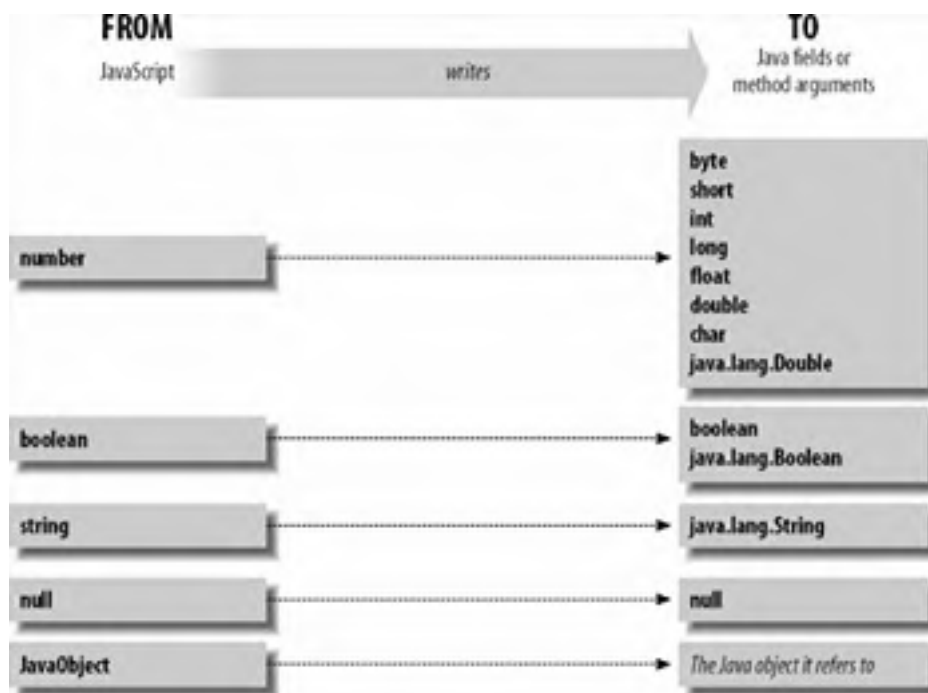 FROM
TO
JavaScript
writes
Java fields or
method arguments
number
byte
short
int
long
float
double
char
java.lang.Double
boolean
boolean
java.lang.Boolean
string
java.lang.String
null
null
JavaObject
The Java object it refers to